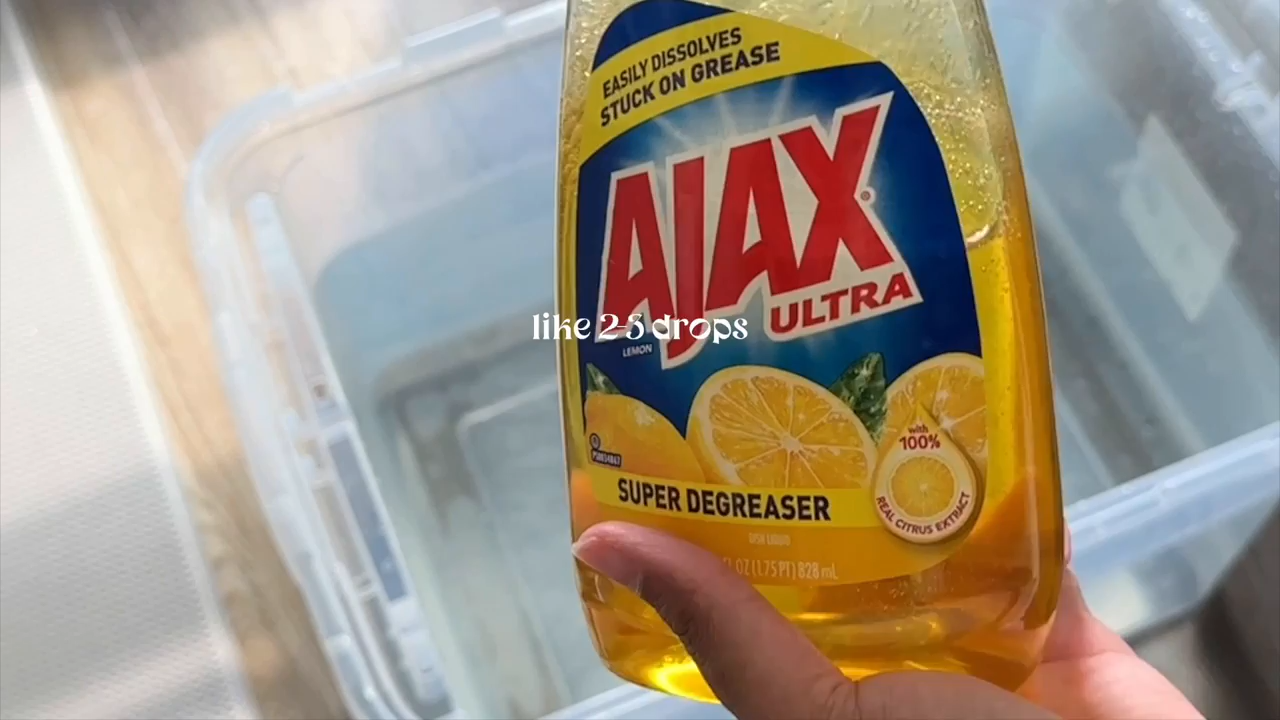 EASILY DISSOLVES
STUCK ON GREASE
AJAX®
ULTRA
like 2-3 drops
LEMON
with
100%
REAL CITRUS EXTRACT
SUPER DEGREASER
DISH LIQUID
OZ (1.75 PT) 828 mL